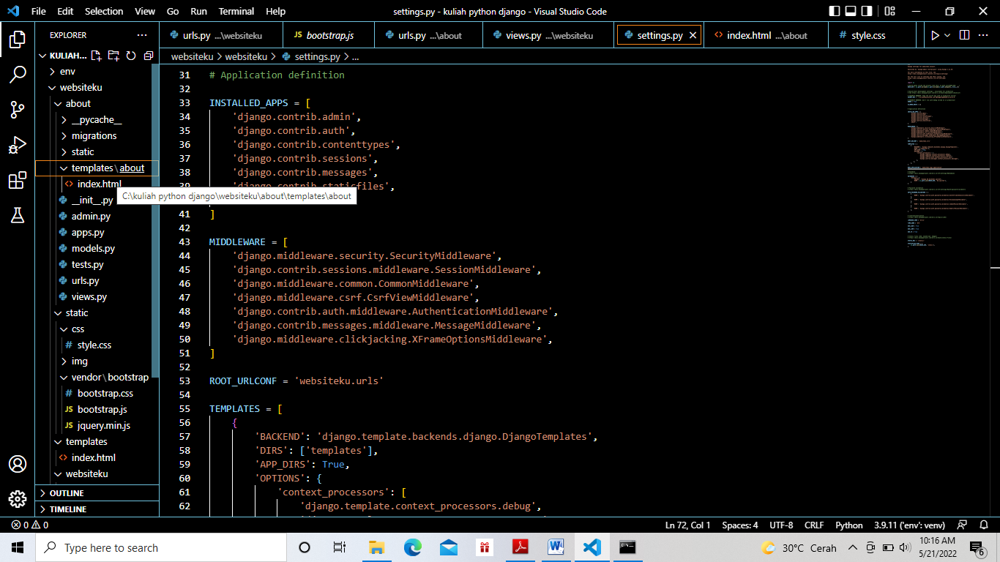 File Edit Selection View Go Run Terminal Help
settings.py - kuliah python django - Visual Studio Code
EXPLORER
urls.py ...\websiteku
JS bootstrap.js
urls.py ...\about
views.py ...\websiteku
settings.py
index.html ...\about
# style.css
KULIAH...
websiteku > websiteku > settings.py > ...
env
websiteku
about
__pycache__
migrations
static
templates\about
index.html
C:\kuliah python django\websiteku\about\templates\about
__init__.py
admin.py
apps.py
models.py
tests.py
urls.py
views.py
static
css
# style.css
img
vendor\bootstrap
# bootstrap.css
JS bootstrap.js
JS jquery.min.js
templates
index.html
websiteku
OUTLINE
TIMELINE
31 # Application definition
32
33 INSTALLED_APPS = [
34 'django.contrib.admin',
35 'django.contrib.auth',
36 'django.contrib.contenttypes',
37 'django.contrib.sessions',
38 'django.contrib.messages',
39 'django.contrib.staticfiles',
41 ]
42
43 MIDDLEWARE = [
44 'django.middleware.security.SecurityMiddleware',
45 'django.contrib.sessions.middleware.SessionMiddleware',
46 'django.middleware.common.CommonMiddleware',
47 'django.middleware.csrf.CsrfViewMiddleware',
48 'django.contrib.auth.middleware.AuthenticationMiddleware',
49 'django.contrib.messages.middleware.MessageMiddleware',
50 'django.middleware.clickjacking.XFrameOptionsMiddleware',
51 ]
52
53 ROOT_URLCONF = 'websiteku.urls'
54
55 TEMPLATES = [
56 {
57 'BACKEND': 'django.template.backends.django.DjangoTemplates',
58 'DIRS': ['templates'],
59 'APP_DIRS': True,
60 'OPTIONS': {
61 'context_processors': [
62 'django.template.context_processors.debug',
0 0
Ln 72, Col 1 Spaces: 4 UTF-8 CRLF Python 3.9.11 ('env': venv)
Type here to search
30°C Cerah
10:16 AM
5/21/2022
6